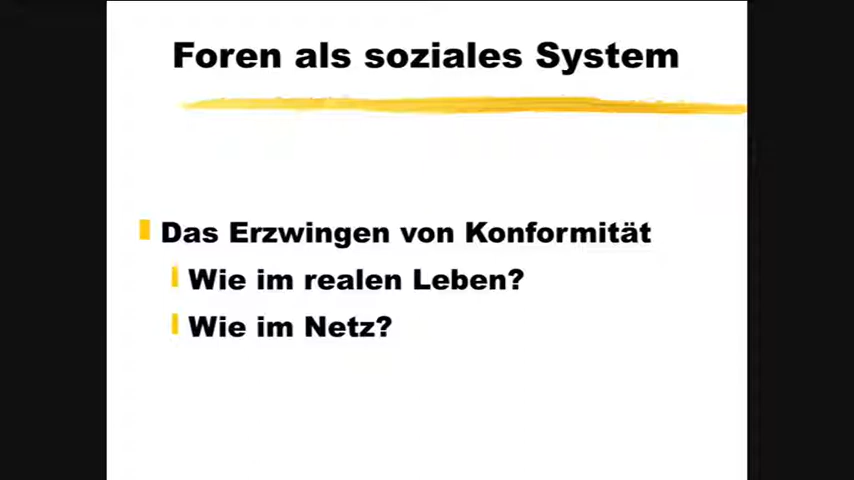 Foren als soziales System
Das Erzwingen von Konformität
Wie im realen Leben?
Wie im Netz?